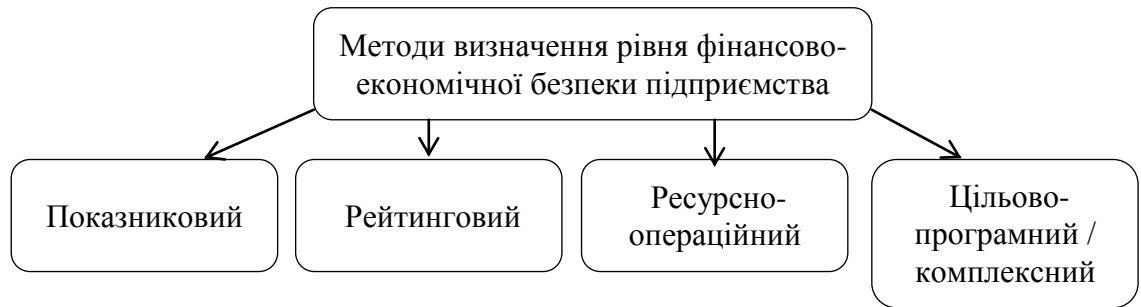 Методи визначення рівня фінансово-
економічної безпеки підприємства
Показниковий
Рейтинговий
Ресурсно-
операційний
Цільово-
програмний /
комплексний